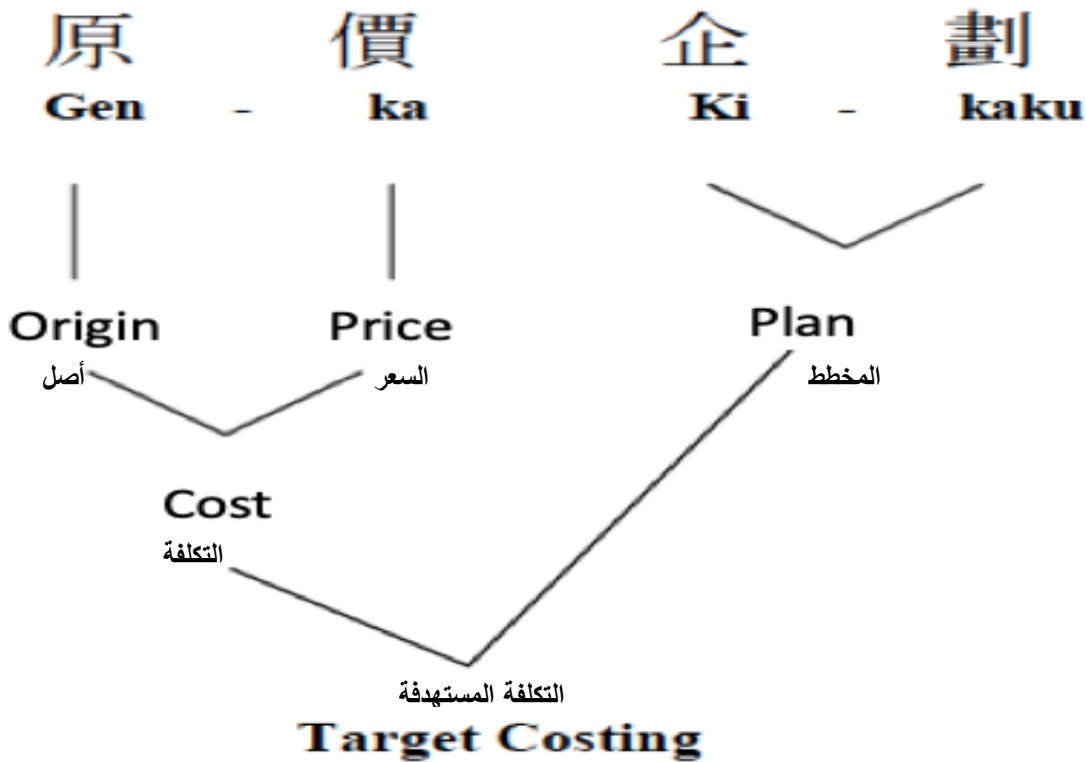 原 價 企 劃
Gen - ka Ki - kaku
Origin Price Plan
أصل السعر المخطط
Cost
التكلفة
التكلفة المستهدفة
Target Costing